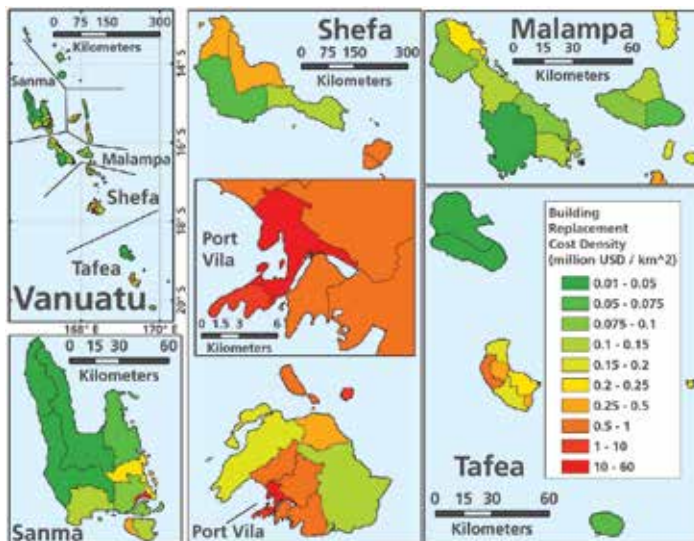 0 75 150 300
Kilometers
14° S
Sanma
16° S
Malampa
Shefa
18° S
Tafea
Vanuatu
20° S
168° E 170° E
Shefa
0 75 150 300
Kilometers
Malampa
0 15 30 60
Kilometers
Port
Vila
0 1.5 3 6
Kilometers
Building
Replacement
Cost Density
(million USD / km^2)
0.01 - 0.05
0.05 - 0.075
0.075 - 0.1
0.1 - 0.15
0.15 - 0.2
0.2 - 0.25
0.25 - 0.5
0.5 - 1
1 - 10
10 - 60
0 15 30 60
Kilometers
Sanma
Port Vila
Tafea
0 15 30 60
Kilometers